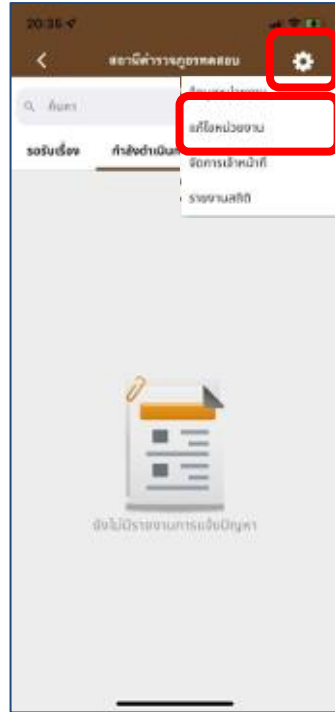 20:35
สถานีตำรวจภูธรทดสอบ
ค้นหา
แก้ไขหน่วยงาน
รอรับเรื่อง กำลังดำเนิน
จัดการเจ้าหน้าที่
รายงานสถิติ
ยังไม่มีรายงานการแจ้งปัญหา